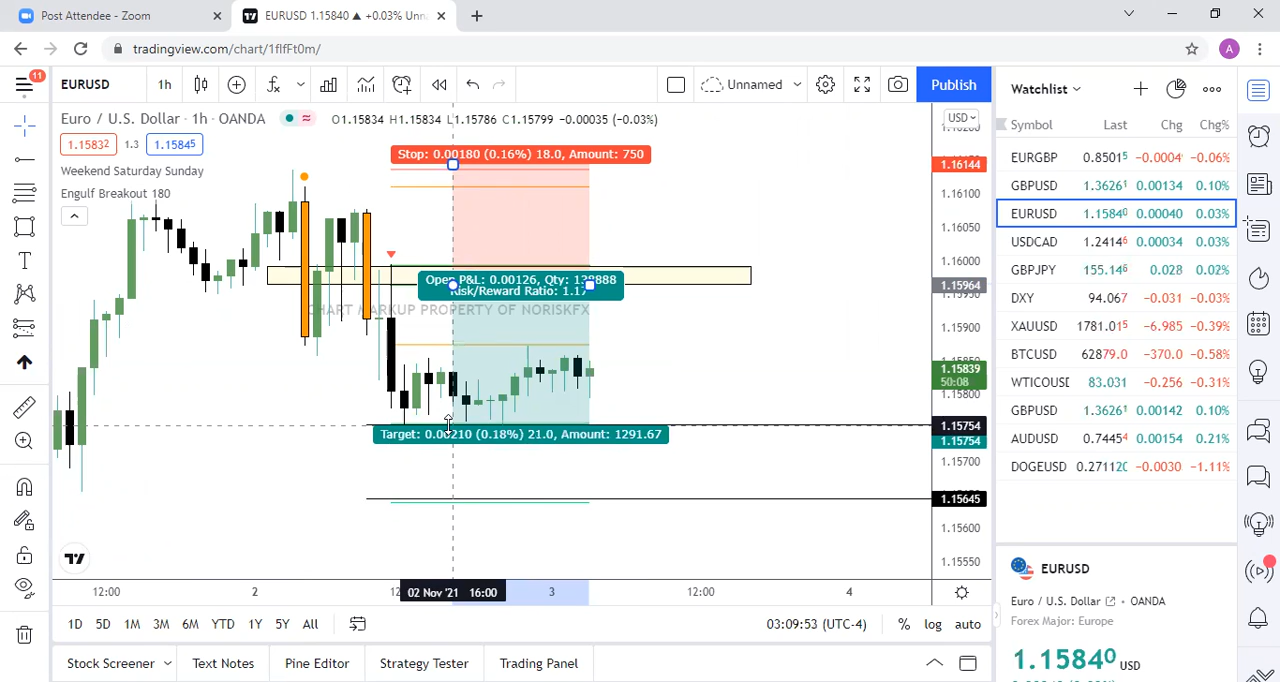 Post Attendee - Zoom
EURUSD 1.15840 ▲ +0.03% Unn
tradingview.com/chart/1flfFt0m/
A
11
EURUSD
1h
Unnamed
Publish
Euro / U.S. Dollar · 1h · OANDA
O1.15834 H1.15834 L1.15786 C1.15799 -0.00035 (-0.03%)
1.15832
1.3
1.15845
Weekend Saturday Sunday
Engulf Breakout 180
Stop: 0.00180 (0.16%) 18.0, Amount: 750
Open P&L: 0.00126, Qty:
Risk/Reward Ratio: 1.17
CHART MARKUP PROPERTY OF NORISKFX
Target: 0.00210 (0.18%) 21.0, Amount: 1291.67
USD
1.16144
1.16100
1.16050
1.16000
1.15964
1.15900
1.15839
50:08
1.15800
1.15754
1.15754
1.15700
1.15645
1.15600
1.15550
12:00
2
02 Nov '21 16:00
3
12:00
4
1D 5D 1M 3M 6M YTD 1Y 5Y All
03:09:53 (UTC-4)
% log auto
Stock Screener
Text Notes
Pine Editor
Strategy Tester
Trading Panel
Watchlist
Symbol Last Chg Chg%
EURGBP 0.85015 -0.0004 -0.06%
GBPUSD 1.36261 0.00134 0.10%
EURUSD 1.15840 0.00040 0.03%
USDCAD 1.24146 0.00034 0.03%
GBPJPY 155.146 0.028 0.02%
DXY 94.067 -0.031 -0.03%
XAUUSD 1781.015 -6.985 -0.39%
BTCUSD 62879.0 -370.0 -0.58%
WTICOUSD 83.031 -0.256 -0.31%
GBPUSD 1.36261 0.00142 0.10%
AUDUSD 0.74454 0.00154 0.21%
DOGEUSD 0.27112 -0.0030 -1.11%
EURUSD
Euro / U.S. Dollar · OANDA
Forex Major: Europe
1.15840 USD